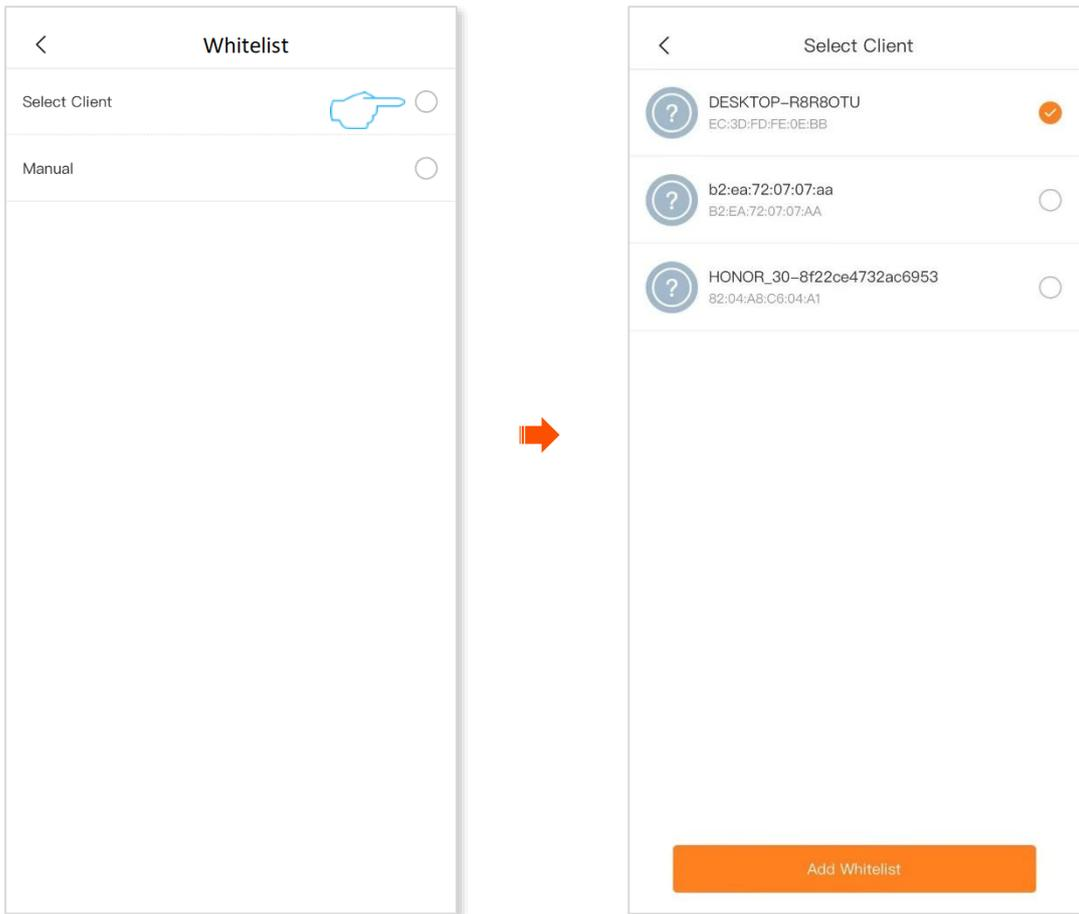 Whitelist
Select Client
Manual
Select Client
DESKTOP-R8R8OTU
EC:3D:FD:FE:0E:BB
b2:ea:72:07:07:aa
B2:EA:72:07:07:AA
HONOR_30-8f22ce4732ac6953
82:04:A8:C6:04:A1
Add Whitelist